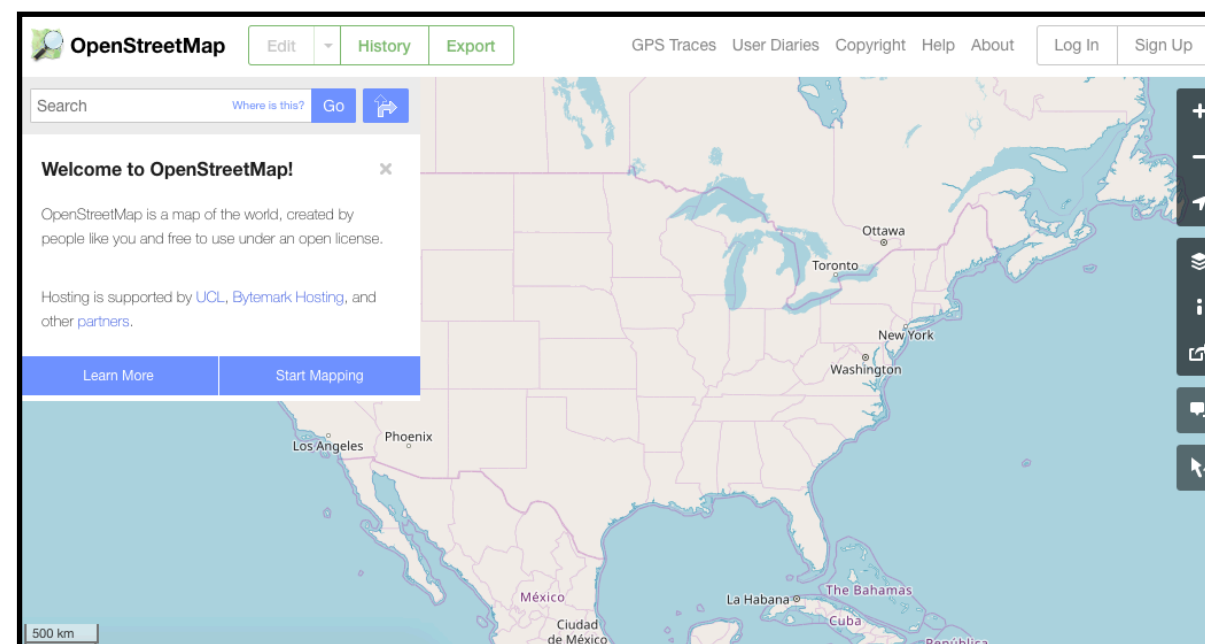 OpenStreetMap
Edit
History
Export
GPS Traces
User Diaries
Copyright
Help
About
Log In
Sign Up
Search
Where is this?
Go
Welcome to OpenStreetMap!
OpenStreetMap is a map of the world, created by
people like you and free to use under an open license.
Hosting is supported by UCL, Bytemark Hosting, and
other partners.
Learn More
Start Mapping
Ottawa
Toronto
New York
Washington
Los Angeles
Phoenix
México
La Habana
The Bahamas
Cuba
Ciudad
de México
República
500 km